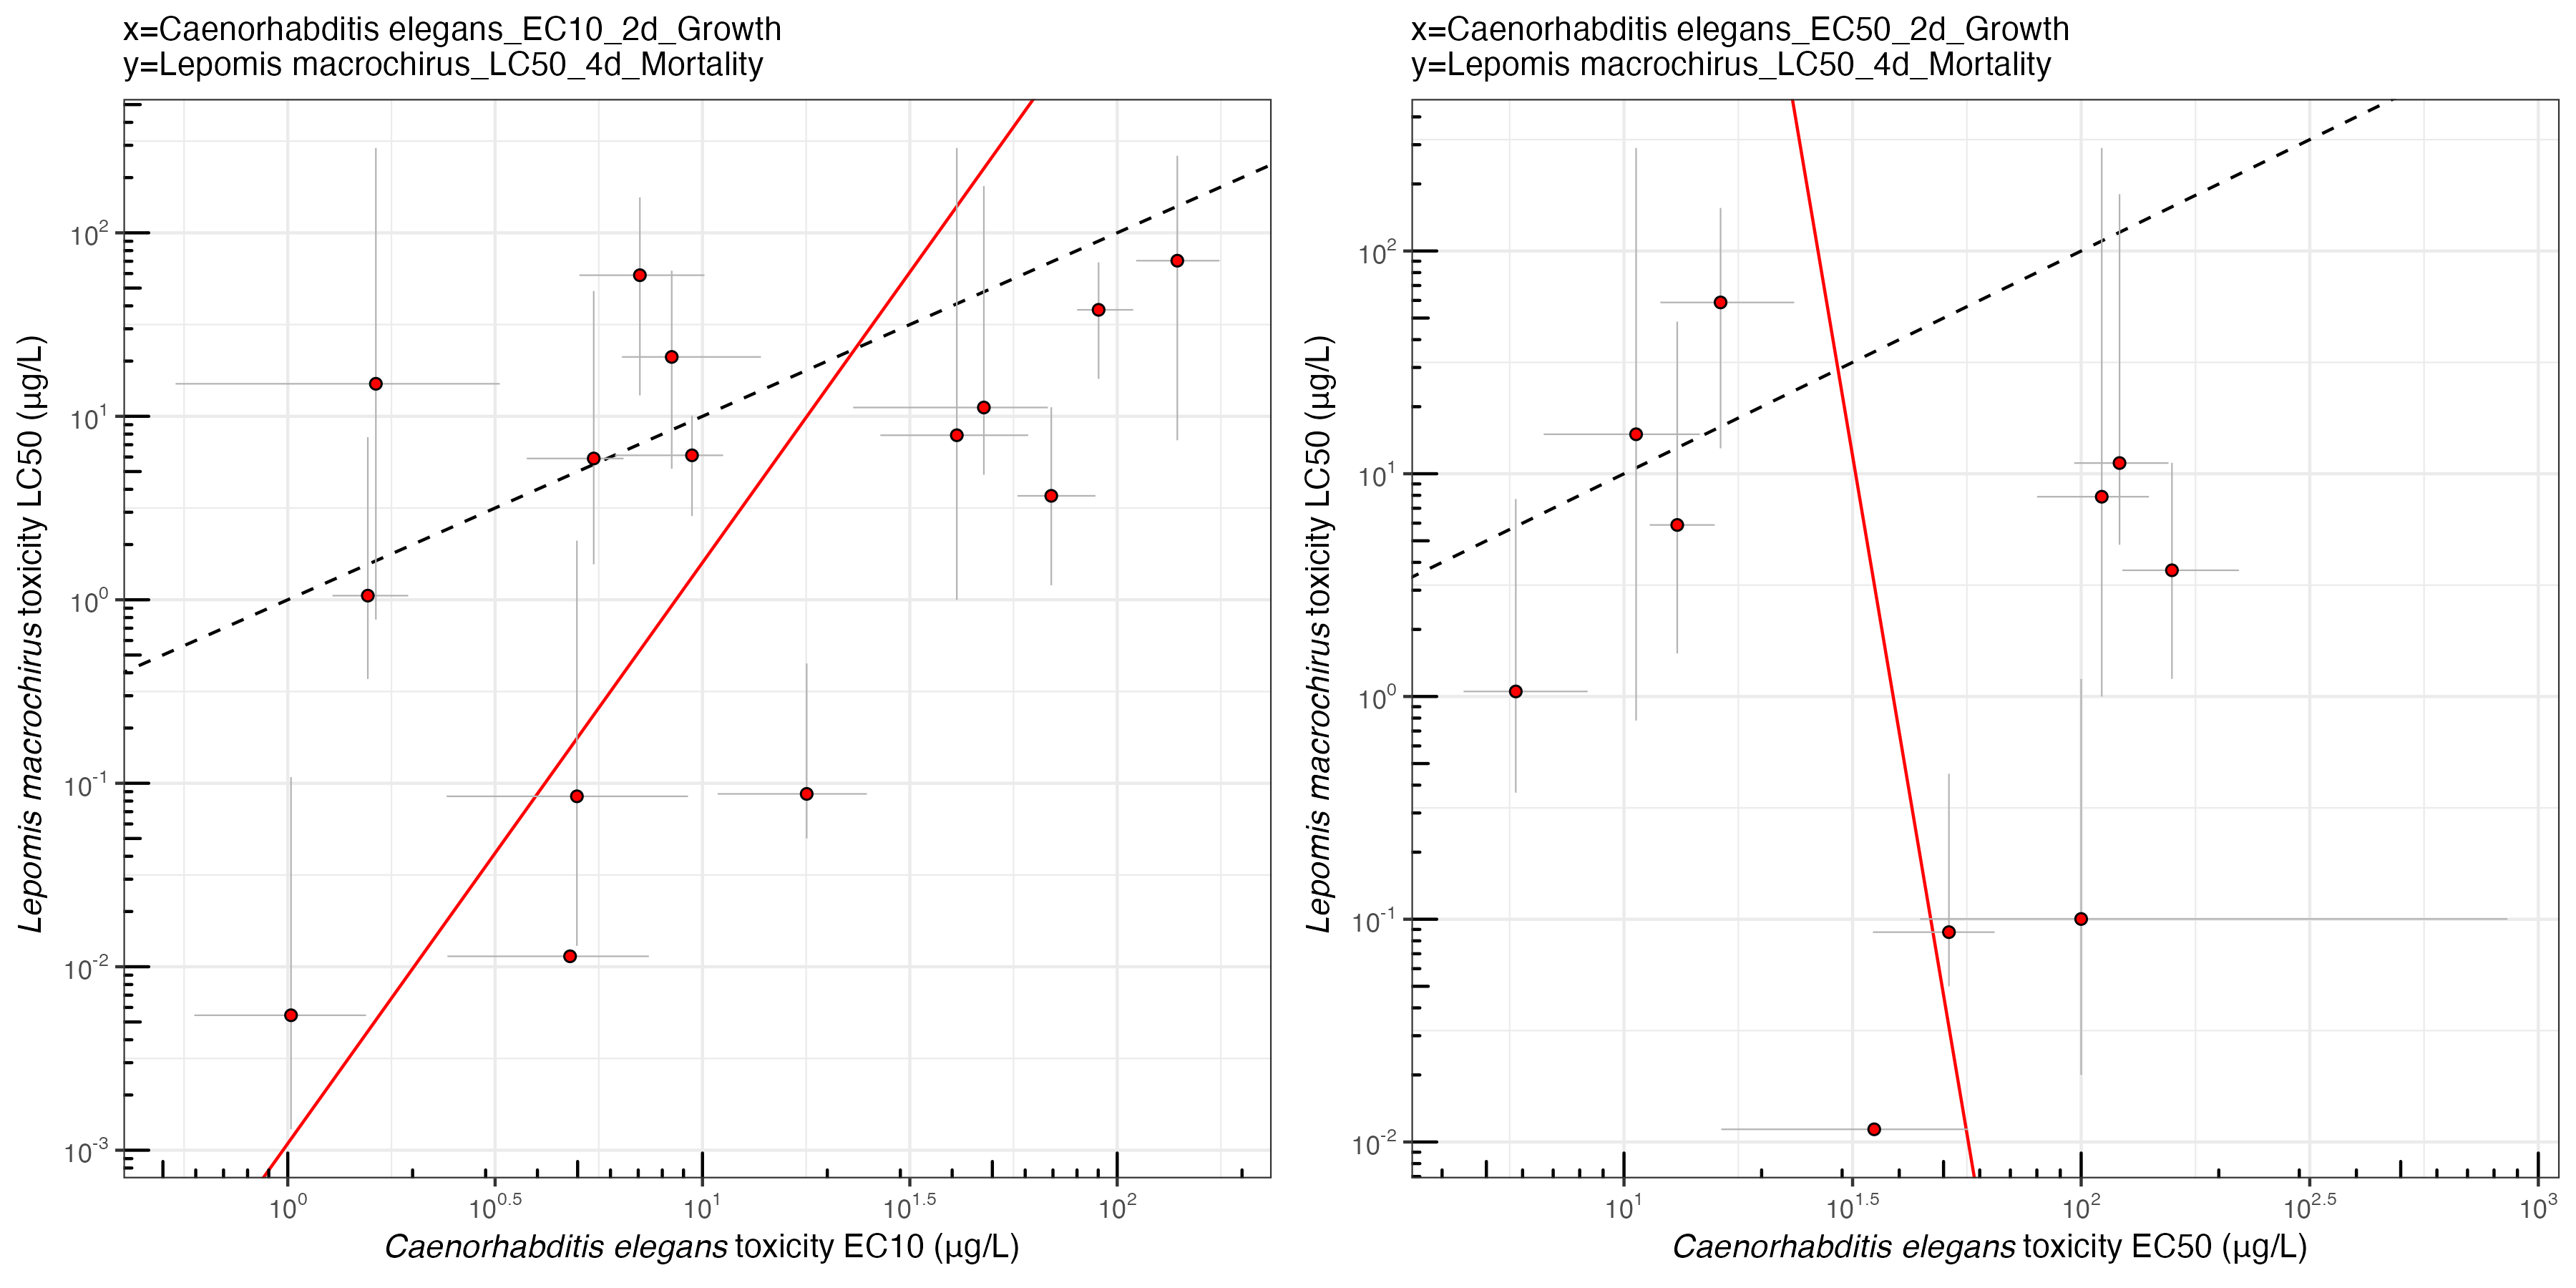 x=Caenorhabditis elegans_EC10_2d_Growth
y=Lepomis macrochirus_LC50_4d_Mortality
Lepomis macrochirus toxicity LC50 (µg/L)
10^2
10^1
10^0
10^-1
10^-2
10^-3
10^0 10^0.5 10^1 10^1.5 10^2
Caenorhabditis elegans toxicity EC10 (µg/L)
x=Caenorhabditis elegans_EC50_2d_Growth
y=Lepomis macrochirus_LC50_4d_Mortality
Lepomis macrochirus toxicity LC50 (µg/L)
10^2
10^1
10^0
10^-1
10^-2
10^1 10^1.5 10^2 10^2.5 10^3
Caenorhabditis elegans toxicity EC50 (µg/L)